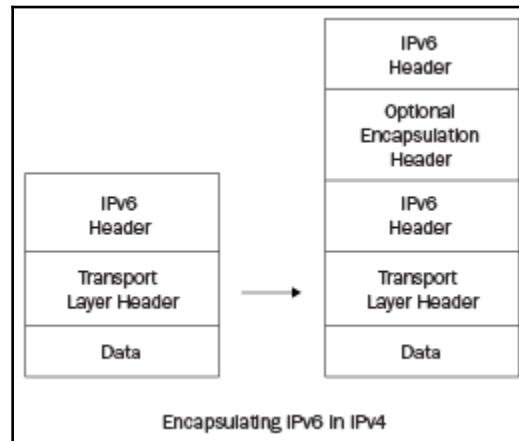 IPv6
Header
Transport
Layer Header
Data
IPv6
Header
Optional
Encapsulation
Header
IPv6
Header
Transport
Layer Header
Data
Encapsulating IPv6 in IPv4